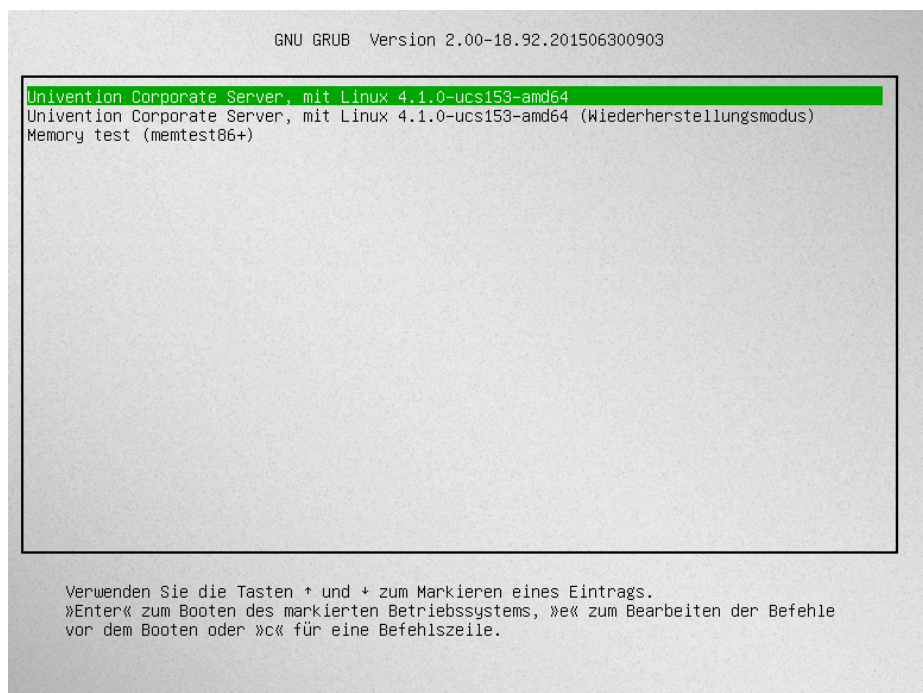 GNU GRUB  Version 2.00-18.92.201506300903
Univention Corporate Server, mit Linux 4.1.0-ucs153-amd64
Univention Corporate Server, mit Linux 4.1.0-ucs153-amd64 (Wiederherstellungsmodus)
Memory test (memtest86+)
Verwenden Sie die Tasten ↑ und ↓ zum Markieren eines Eintrags.
»Enter« zum Booten des markierten Betriebssystems, »e« zum Bearbeiten der Befehle
vor dem Booten oder »c« für eine Befehlszeile.